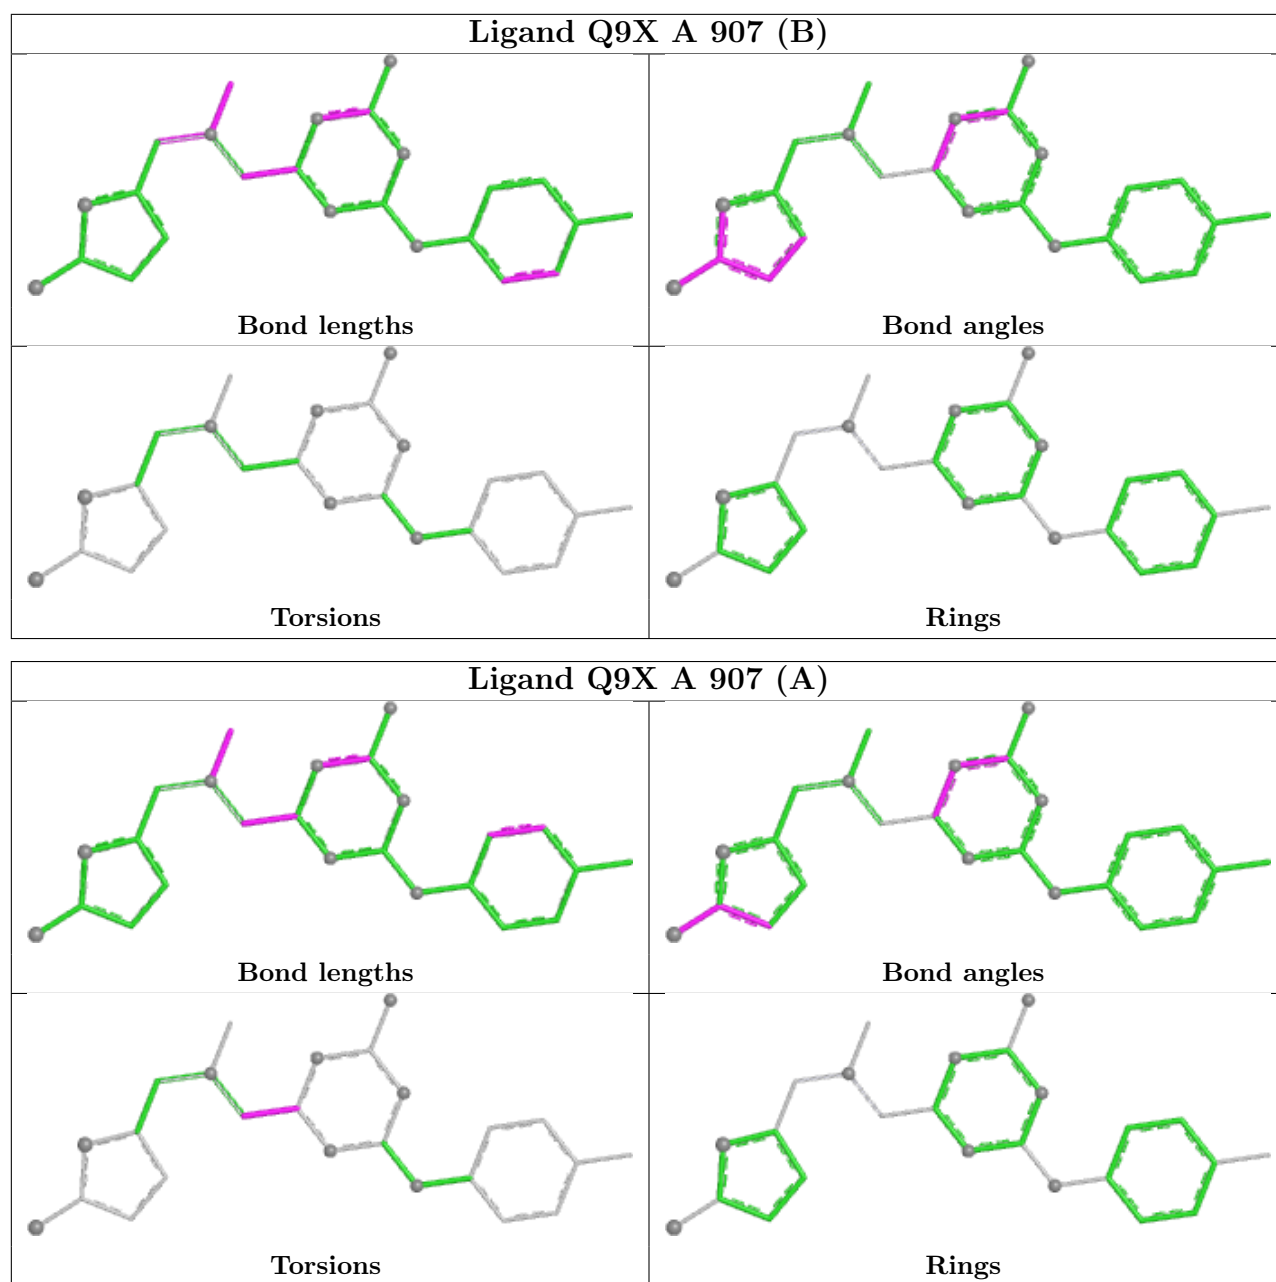 Ligand Q9X A 907 (B)
Bond lengths
Bond angles
Torsions
Rings
Ligand Q9X A 907 (A)
Bond lengths
Bond angles
Torsions
Rings